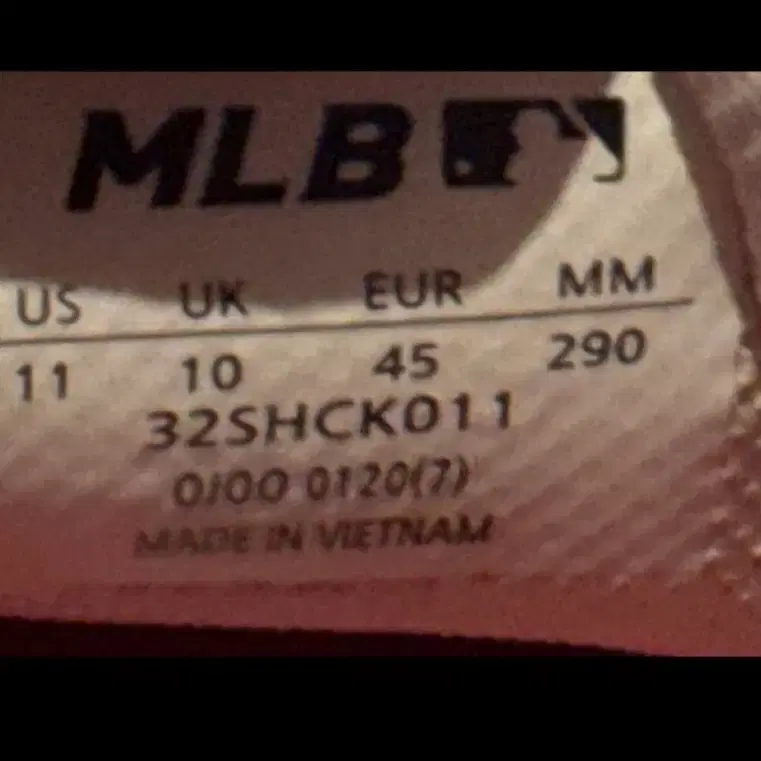 MLB
US UK EUR MM
11 10 45 290
32SHCK011
0J00 0120(7)
MADE IN VIETNAM